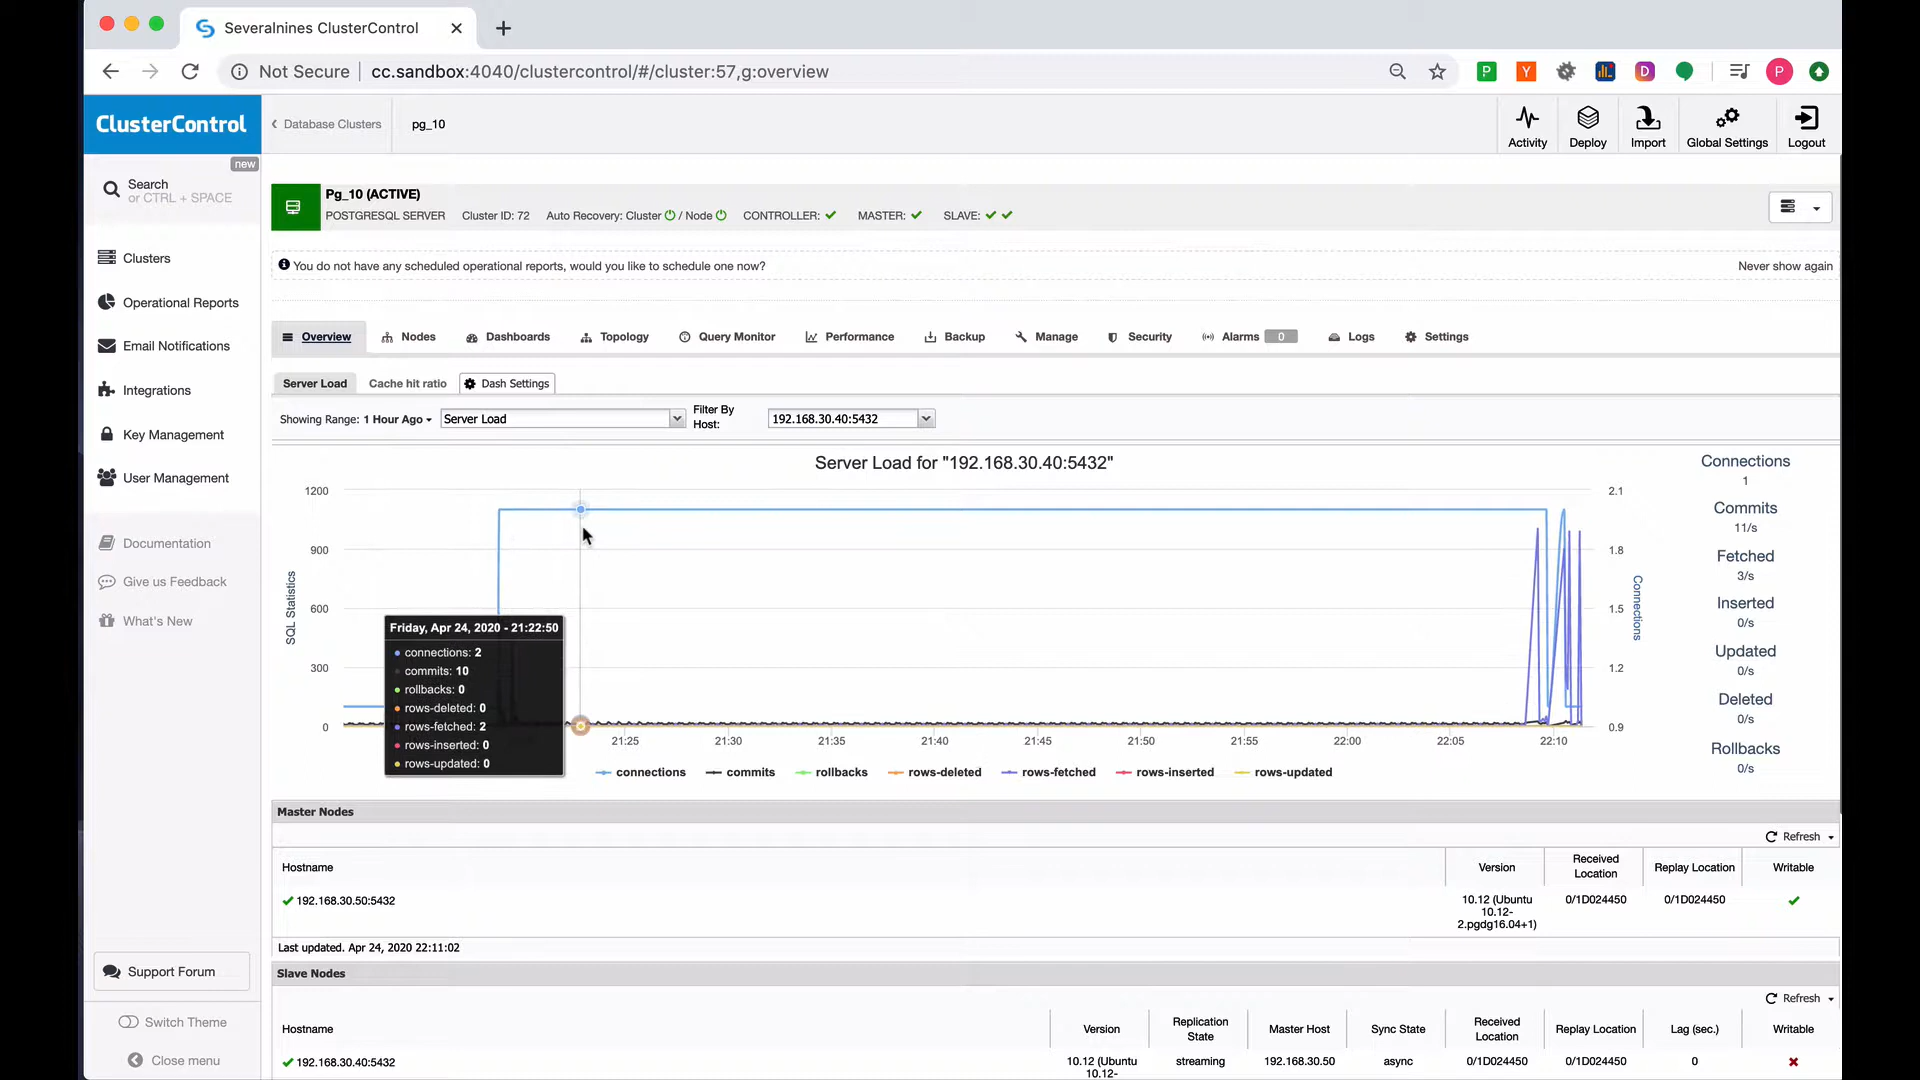 Severalnines ClusterControl
Not Secure
cc.sandbox:4040/clustercontrol/#/cluster:57,g:overview
P
Y
D
P
ClusterControl
Database Clusters
pg_10
Activity
Deploy
Import
Global Settings
Logout
new
Search
or CTRL + SPACE
Clusters
Operational Reports
Email Notifications
Integrations
Key Management
User Management
Documentation
Give us Feedback
What's New
Support Forum
Switch Theme
Close menu
Pg_10 (ACTIVE)
POSTGRESQL SERVER Cluster ID: 72 Auto Recovery: Cluster / Node CONTROLLER: MASTER: SLAVE:
You do not have any scheduled operational reports, would you like to schedule one now?
Never show again
Overview Nodes Dashboards Topology Query Monitor Performance Backup Manage Security Alarms 0 Logs Settings
Server Load Cache hit ratio Dash Settings
Showing Range: 1 Hour Ago Server Load
Filter By
Host:
192.168.30.40:5432
Server Load for "192.168.30.40:5432"
SQL Statistics
1200
900
600
300
0
2.1
1.8
1.5
1.2
0.9
Connections
Friday, Apr 24, 2020 - 21:22:50
connections: 2
commits: 10
rollbacks: 0
rows-deleted: 0
rows-fetched: 2
rows-inserted: 0
rows-updated: 0
21:25 21:30 21:35 21:40 21:45 21:50 21:55 22:00 22:05 22:10
connections commits rollbacks rows-deleted rows-fetched rows-inserted rows-updated
Connections
1
Commits
11/s
Fetched
3/s
Inserted
0/s
Updated
0/s
Deleted
0/s
Rollbacks
0/s
Master Nodes
Refresh
Hostname
Version
Received
Location
Replay Location
Writable
192.168.30.50:5432
10.12 (Ubuntu
10.12-
2.pgdg16.04+1)
0/1D024450
0/1D024450
Last updated. Apr 24, 2020 22:11:02
Slave Nodes
Refresh
Hostname
Version
Replication
State
Master Host
Sync State
Received
Location
Replay Location
Lag (sec.)
Writable
192.168.30.40:5432
10.12 (Ubuntu
10.12-
streaming
192.168.30.50
async
0/1D024450
0/1D024450
0